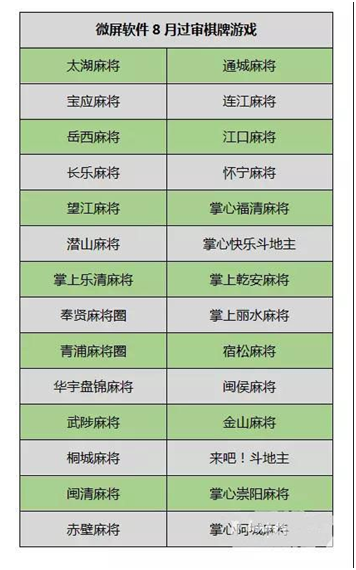 微屏软件 8 月过审棋牌游戏
太湖麻将 通城麻将
宝应麻将 连江麻将
岳西麻将 江口麻将
长乐麻将 怀宁麻将
望江麻将 掌心福清麻将
潜山麻将 掌心快乐斗地主
掌上乐清麻将 掌上乾安麻将
奉贤麻将圈 掌上丽水麻将
青浦麻将圈 宿松麻将
华宇盘锦麻将 闽侯麻将
武陟麻将 金山麻将
桐城麻将 来吧！斗地主
闽清麻将 掌心崇阳麻将
赤壁麻将 掌心阿城麻将